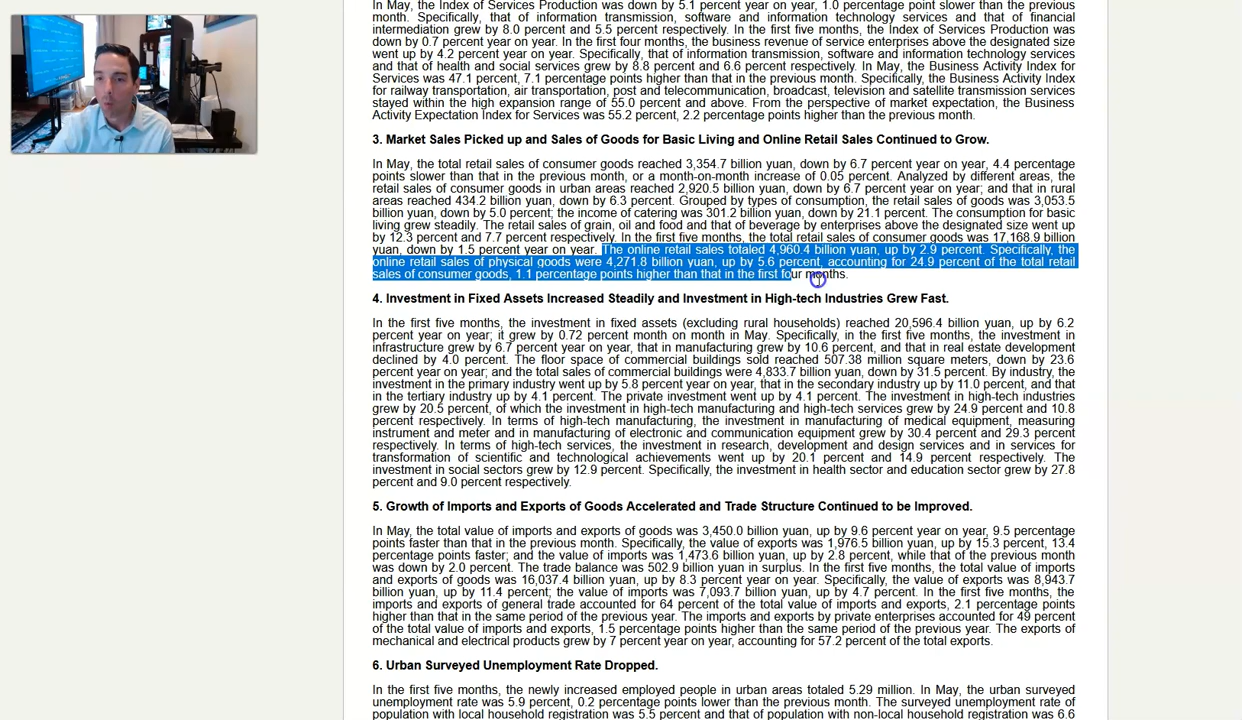 In May, the Index of Services Production was down by 5.1 percent year on year, 1.0 percentage point slower than the previous
month. Specifically, that of information transmission, software and information technology services and that of financial
intermediation grew by 8.0 percent and 5.5 percent respectively. In the first five months, the Index of Services Production was
down by 0.7 percent year on year. In the first four months, the business revenue of service enterprises above the designated size
went up by 4.2 percent year on year. Specifically, that of information transmission, software and information technology services
and that of health and social services grew by 8.8 percent and 6.6 percent respectively. In May, the Business Activity Index for
Services was 47.1 percent, 7.1 percentage points higher than that in the previous month. Specifically, the Business Activity Index
for railway transportation, air transportation, post and telecommunication, broadcast, television and satellite transmission services
stayed within the high expansion range of 55.0 percent and above. From the perspective of market expectation, the Business
Activity Expectation Index for Services was 55.2 percent, 2.2 percentage points higher than the previous month.
3. Market Sales Picked up and Sales of Goods for Basic Living and Online Retail Sales Continued to Grow.
In May, the total retail sales of consumer goods reached 3,354.7 billion yuan, down by 6.7 percent year on year, 4.4 percentage
points slower than that in the previous month, or a month-on-month increase of 0.05 percent. Analyzed by different areas, the
retail sales of consumer goods in urban areas reached 2,920.5 billion yuan, down by 6.7 percent year on year; and that in rural
areas reached 434.2 billion yuan, down by 6.3 percent. Grouped by types of consumption, the retail sales of goods was 3,053.5
billion yuan, down by 5.0 percent; the income of catering was 301.2 billion yuan, down by 21.1 percent. The consumption for basic
living grew steadily. The retail sales of grain, oil and food and that of beverage by enterprises above the designated size went up
by 12.3 percent and 7.7 percent respectively. In the first five months, the total retail sales of consumer goods was 17,168.9 billion
yuan, down by 1.5 percent year on year. The online retail sales totaled 4,960.4 billion yuan, up by 2.9 percent. Specifically, the
online retail sales of physical goods were 4,271.8 billion yuan, up by 5.6 percent, accounting for 24.9 percent of the total retail
sales of consumer goods, 1.1 percentage points higher than that in the first four months.
4. Investment in Fixed Assets Increased Steadily and Investment in High-tech Industries Grew Fast.
In the first five months, the investment in fixed assets (excluding rural households) reached 20,596.4 billion yuan, up by 6.2
percent year on year; it grew by 0.72 percent month on month in May. Specifically, in the first five months, the investment in
infrastructure grew by 6.7 percent year on year, that in manufacturing grew by 10.6 percent, and that in real estate development
declined by 4.0 percent. The floor space of commercial buildings sold reached 507.38 million square meters, down by 23.6
percent year on year; and the total sales of commercial buildings were 4,833.7 billion yuan, down by 31.5 percent. By industry, the
investment in the primary industry went up by 5.8 percent year on year, that in the secondary industry up by 11.0 percent, and that
in the tertiary industry up by 4.1 percent. The private investment went up by 4.1 percent. The investment in high-tech industries
grew by 20.5 percent, of which the investment in high-tech manufacturing and high-tech services grew by 24.9 percent and 10.8
percent respectively. In terms of high-tech manufacturing, the investment in manufacturing of medical equipment, measuring
instrument and meter and in manufacturing of electronic and communication equipment grew by 30.4 percent and 29.3 percent
respectively. In terms of high-tech services, the investment in research, development and design services and in services for
transformation of scientific and technological achievements went up by 20.1 percent and 14.9 percent respectively. The
investment in social sectors grew by 12.9 percent. Specifically, the investment in health sector and education sector grew by 27.8
percent and 9.0 percent respectively.
5. Growth of Imports and Exports of Goods Accelerated and Trade Structure Continued to be Improved.
In May, the total value of imports and exports of goods was 3,450.0 billion yuan, up by 9.6 percent year on year, 9.5 percentage
points faster than that in the previous month. Specifically, the value of exports was 1,976.5 billion yuan, up by 15.3 percent, 13.4
percentage points faster; and the value of imports was 1,473.6 billion yuan, up by 2.8 percent, while that of the previous month
was down by 2.0 percent. The trade balance was 502.9 billion yuan in surplus. In the first five months, the total value of imports
and exports of goods was 16,037.4 billion yuan, up by 8.3 percent year on year. Specifically, the value of exports was 8,943.7
billion yuan, up by 11.4 percent; the value of imports was 7,093.7 billion yuan, up by 4.7 percent. In the first five months, the
imports and exports of general trade accounted for 64 percent of the total value of imports and exports, 2.1 percentage points
higher than that in the same period of the previous year. The imports and exports by private enterprises accounted for 49 percent
of the total value of imports and exports, 1.5 percentage points higher than the same period of the previous year. The exports of
mechanical and electrical products grew by 7 percent year on year, accounting for 57.2 percent of the total exports.
6. Urban Surveyed Unemployment Rate Dropped.
In the first five months, the newly increased employed people in urban areas totaled 5.29 million. In May, the urban surveyed
unemployment rate was 5.9 percent, 0.2 percentage points lower than the previous month. The surveyed unemployment rate of
population with local household registration was 5.5 percent and that of population with non-local household registration was 6.6